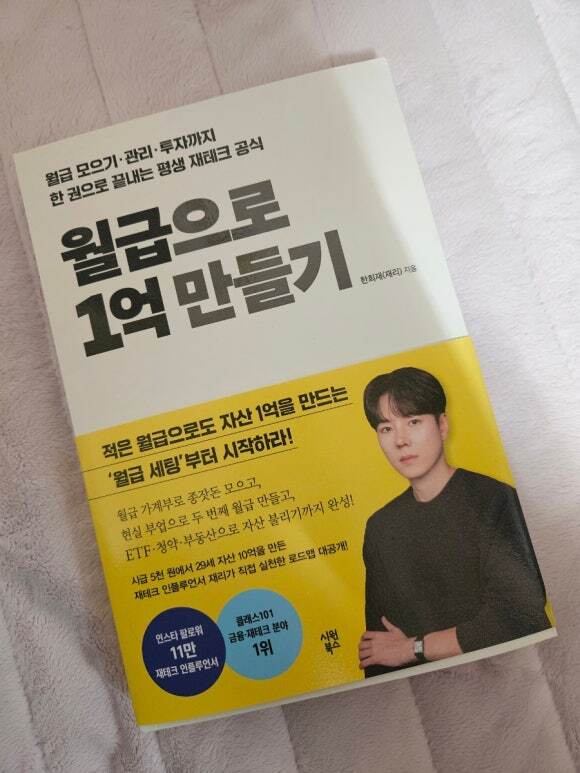 월급 모으기·관리·투자까지
한 권으로 끝내는 평생 재테크 공식
월급으로
1억 만들기
한희재(재리) 지음
적은 월급으로도 자산 1억을 만드는
'월급 세팅'부터 시작하라!
월급 가계부로 종잣돈 모으고,
현실 부업으로 두 번째 월급 만들고,
ETF·청약·부동산으로 자산 불리기까지 완성!
시급 5천 원에서 29세 자산 10억을 만든
재테크 인플루언서 재리가 직접 실천한 로드맵 대공개!
인스타 팔로워
11만
재테크 인플루언서
클래스101
금융·재테크 분야
1위
시원
북스